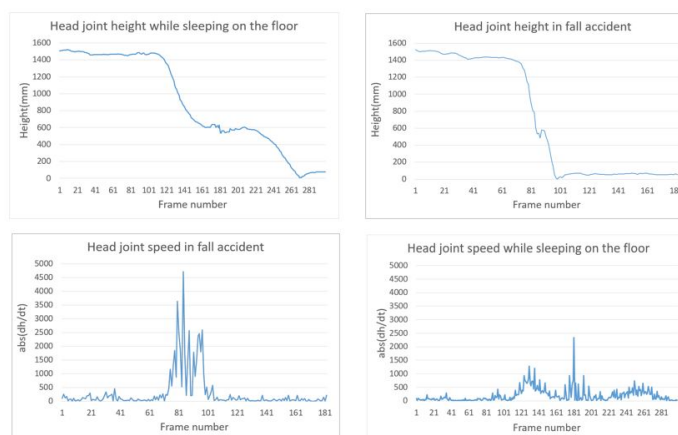 Head joint height while sleeping on the floor
Height(mm)
1600
1400
1200
1000
800
600
400
200
0
1 21 41 61 81 101 121 141 161 181 201 221 241 261 281
Frame number
Head joint height in fall accident
Height(mm)
1600
1400
1200
1000
800
600
400
200
0
1 21 41 61 81 101 121 141 161
Frame number
Head joint speed in fall accident
abs(dh/dt)
5000
4500
4000
3500
3000
2500
2000
1500
1000
500
0
1 21 41 61 81 101 121 141 161 181
Frame number
Head joint speed while sleeping on the floor
abs(dh/dt)
5000
4500
4000
3500
3000
2500
2000
1500
1000
500
0
1 21 41 61 81 101 121 141 161 181 201 221 241 261 281
Frame number